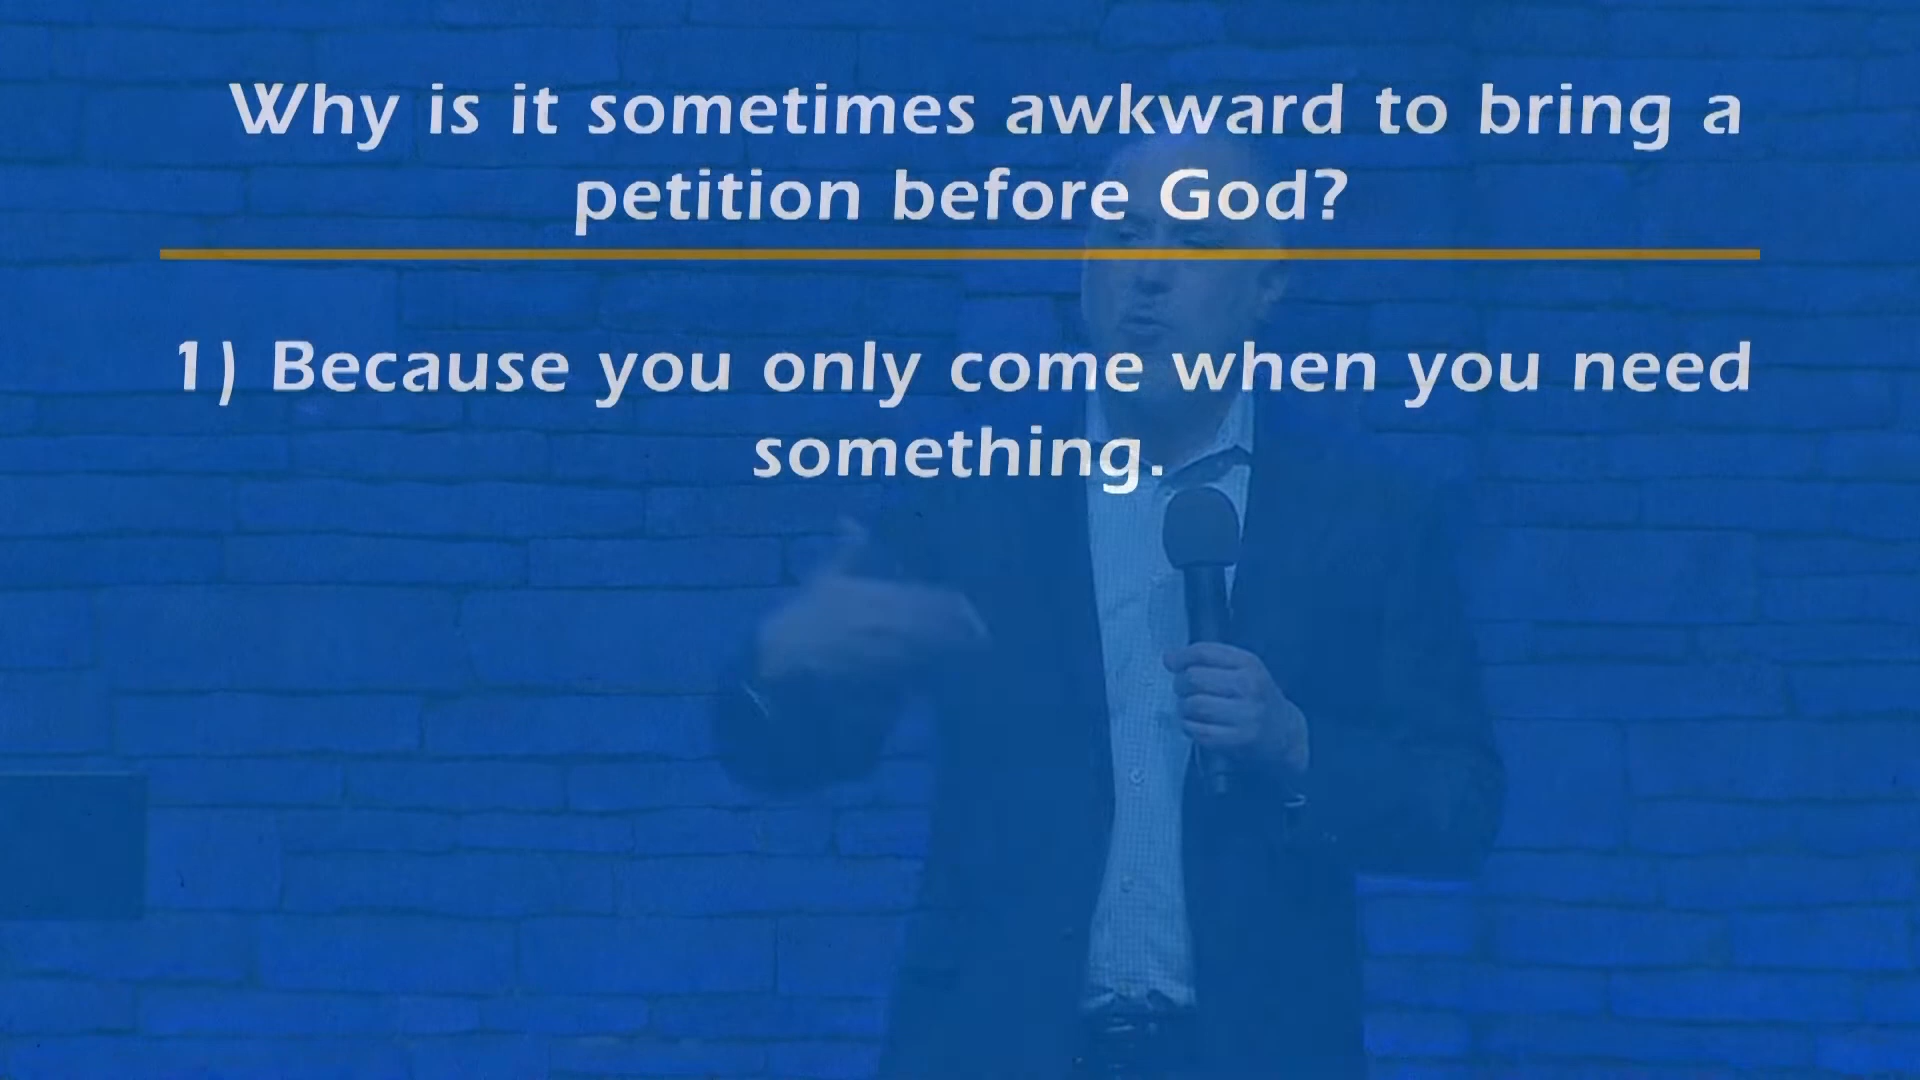 Why is it sometimes awkward to bring a
petition before God?
1) Because you only come when you need
something.